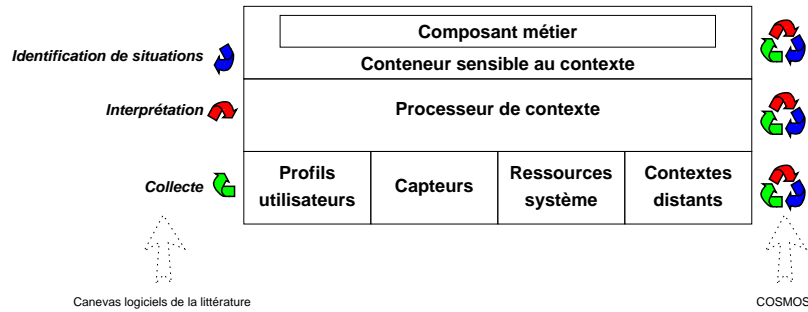 Composant métier
Identification de situations
Conteneur sensible au contexte
Interprétation
Processeur de contexte
Profils
utilisateurs
Capteurs
Ressources
système
Contextes
distants
Collecte
Canevas logiciels de la littérature
COSMOS